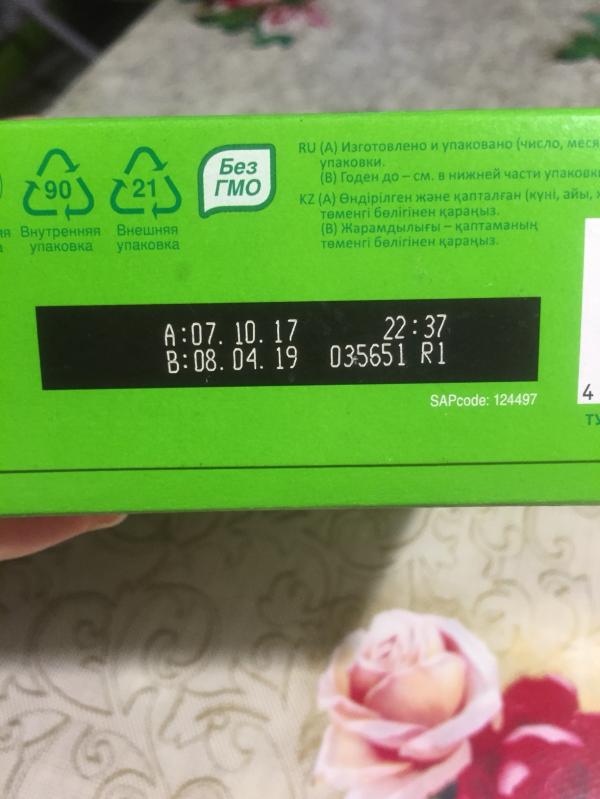 90
Внутренняя
упаковка
21
Внешняя
упаковка
Без
ГМО
RU (A) Изготовлено и упаковано (число,
упаковки.
(B) Годен до – см. в нижней части
KZ (A) Өндірілген және қапталған (күні, айы,
төменгі бөлігінен қараңыз.
(B) Жарамдылығы – қаптаманың
төменгі бөлігінен қараңыз.
A:07. 10. 17 22:37
B:08. 04. 19 035651 R1
SAPcode: 124497
4